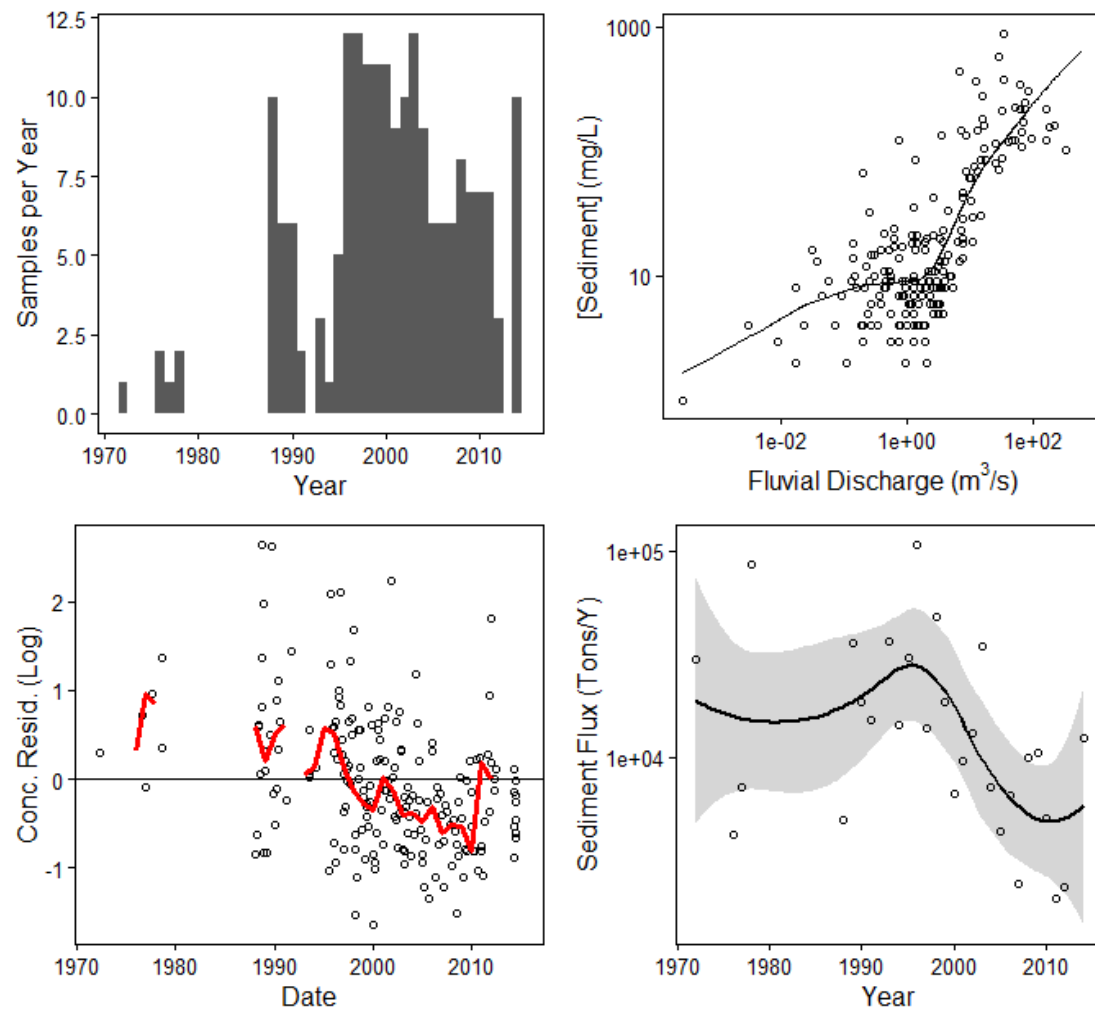 Samples per Year
12.5
10.0
7.5
5.0
2.5
0.0
1970 1980 1990 2000 2010
Year
[Sediment] (mg/L)
1000
10
1e-02 1e+00 1e+02
Fluvial Discharge (m³/s)
Conc. Resid. (Log)
2
1
0
-1
1970 1980 1990 2000 2010
Date
Sediment Flux (Tons/Y)
1e+05
1e+04
1970 1980 1990 2000 2010
Year